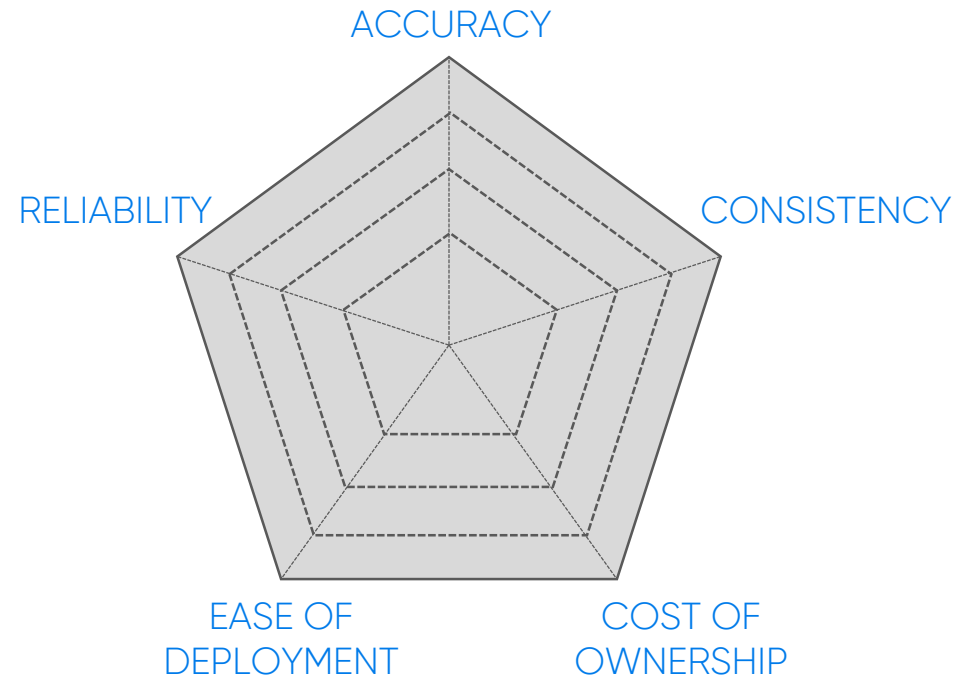 ACCURACY
RELIABILITY
CONSISTENCY
EASE OF
DEPLOYMENT
COST OF
OWNERSHIP